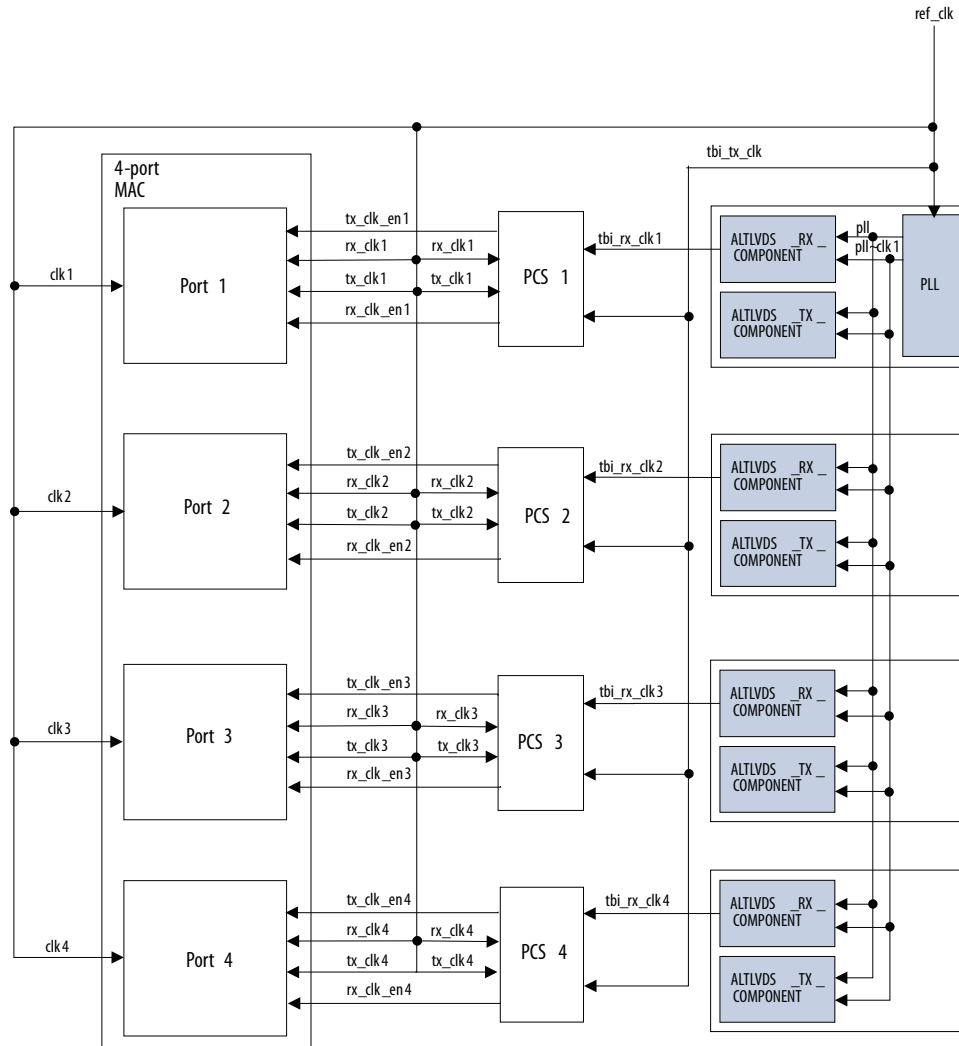 ref_clk
tbi_tx_clk
4-port
MAC
clk1
Port 1
tx_clk_en1
rx_clk1
rx_clk1
tx_clk1
tx_clk1
rx_clk_en1
PCS 1
tbi_rx_clk1
ALTLVDS _RX _
COMPONENT
ALTLVDS _TX _
COMPONENT
pll
pll~clk1
PLL
clk2
Port 2
tx_clk_en2
rx_clk2
rx_clk2
tx_clk2
tx_clk2
rx_clk_en2
PCS 2
tbi_rx_clk2
ALTLVDS _RX _
COMPONENT
ALTLVDS _TX _
COMPONENT
clk3
Port 3
tx_clk_en3
rx_clk3
rx_clk3
tx_clk3
tx_clk3
rx_clk_en3
PCS 3
tbi_rx_clk3
ALTLVDS _RX _
COMPONENT
ALTLVDS _TX _
COMPONENT
clk4
Port 4
tx_clk_en4
rx_clk4
rx_clk4
tx_clk4
tx_clk4
rx_clk_en4
PCS 4
tbi_rx_clk4
ALTLVDS _RX _
COMPONENT
ALTLVDS _TX _
COMPONENT